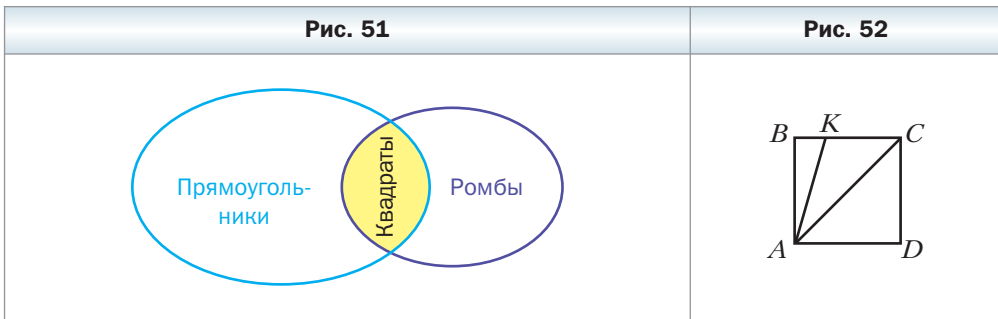 Рис. 51
Рис. 52
Прямоуголь-
ники
Квадраты
Ромбы
B K C
A D